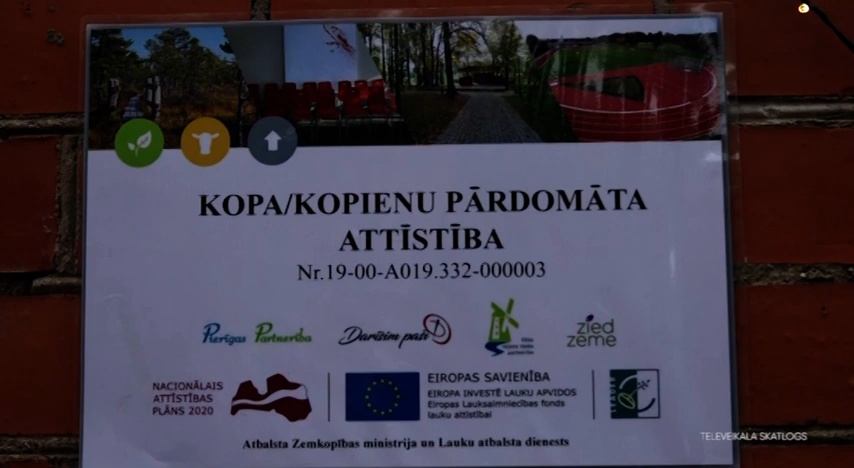 KOPA/KOPIENU PĀRDOMĀTA
ATTĪSTĪBA
Nr.19-00-A019.332-000003
Pierīgas Partnerība
Darīsim paši
zied
zeme
NACIONĀLAIS
ATTĪSTĪBAS
PLĀNS 2020
EIROPAS SAVIENĪBA
EIROPA INVESTĒ LAUKU APVIDOS
Eiropas Lauksaimniecības fonds
lauku attīstībai
Atbalsta Zemkopības ministrija un Lauku atbalsta dienests
TELEVEIKALA SKATLOGS